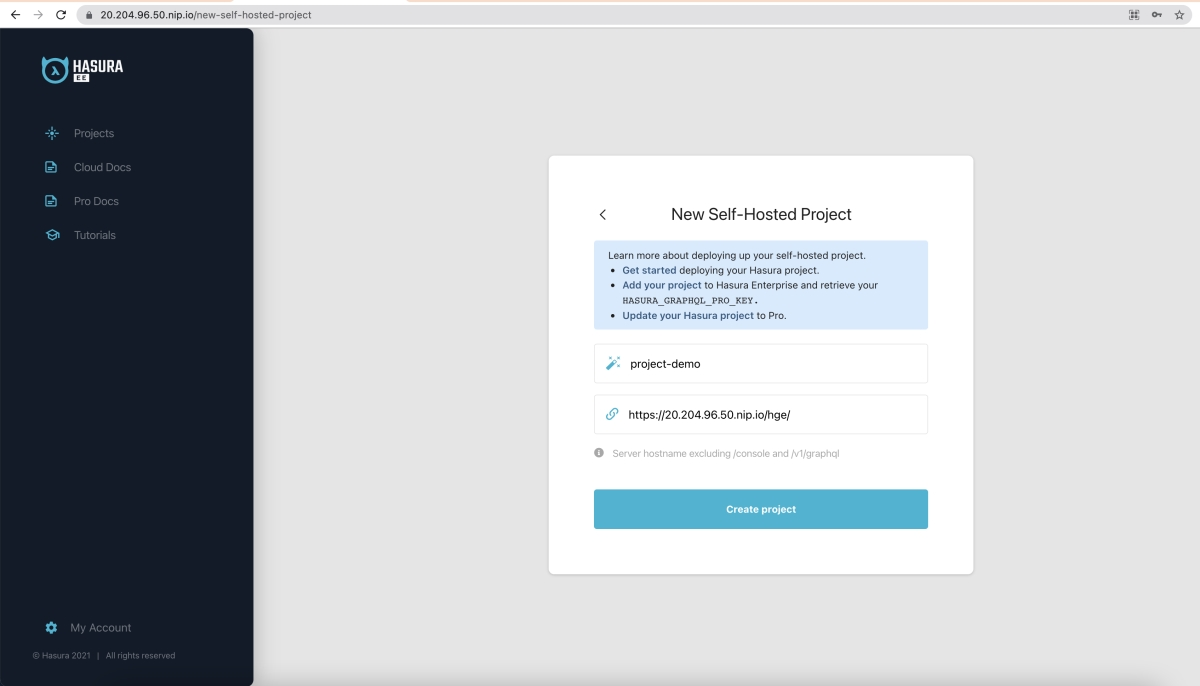 20.204.96.50.nip.io/new-self-hosted-project
HASURA
EE
Projects
Cloud Docs
Pro Docs
Tutorials
New Self-Hosted Project
Learn more about deploying up your self-hosted project.
Get started deploying your Hasura project.
Add your project to Hasura Enterprise and retrieve your
HASURA_GRAPHQL_PRO_KEY.
Update your Hasura project to Pro.
project-demo
https://20.204.96.50.nip.io/hge/
Server hostname excluding /console and /v1/graphql
Create project
My Account
© Hasura 2021 | All rights reserved